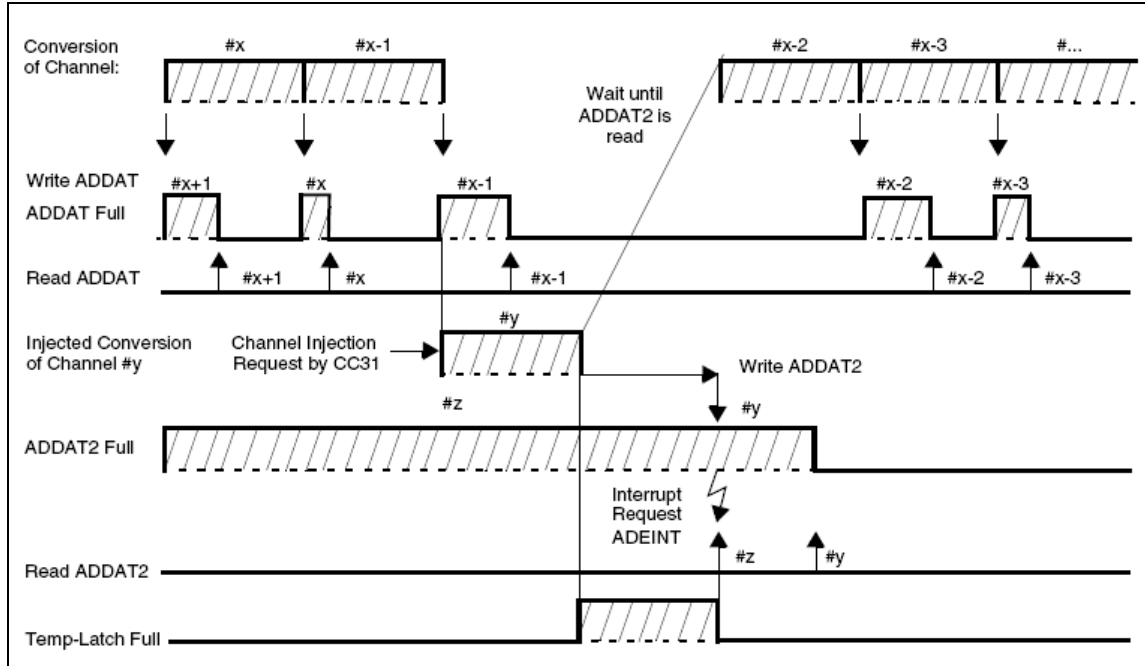 Conversion
of Channel:
#x
#x-1
#x-2
#x-3
#...
Wait until
ADDAT2 is
read
Write ADDAT
ADDAT Full
#x+1
#x
#x-1
#x-2
#x-3
Read ADDAT
#x+1
#x
#x-1
#x-2
#x-3
Injected Conversion
of Channel #y
Channel Injection
Request by CC31
#y
Write ADDAT2
#z
#y
ADDAT2 Full
Interrupt
Request
ADEINT
Read ADDAT2
#z
#y
Temp-Latch Full